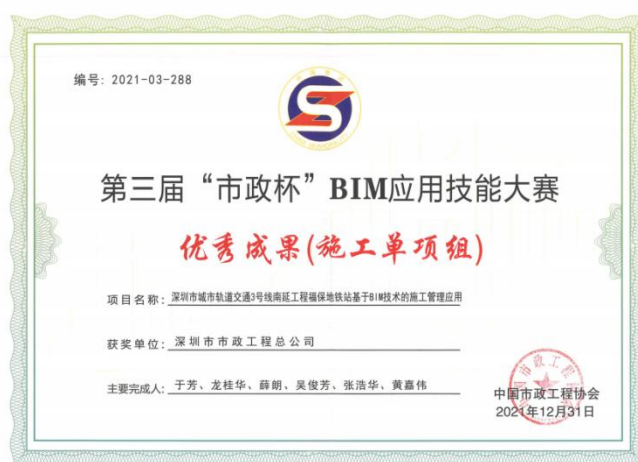 编号: 2021-03-288
第三届“市政杯”BIM应用技能大赛
优秀成果(施工单项组)
项目名称: 深圳市城市轨道交通3号线南延工程福保地铁站基于BIM技术的施工管理应用
获奖单位: 深圳市市政工程总公司
主要完成人: 于芳、龙桂华、薛朗、吴俊芳、张浩华、黄嘉伟
中国市政工程协会
2021年12月31日